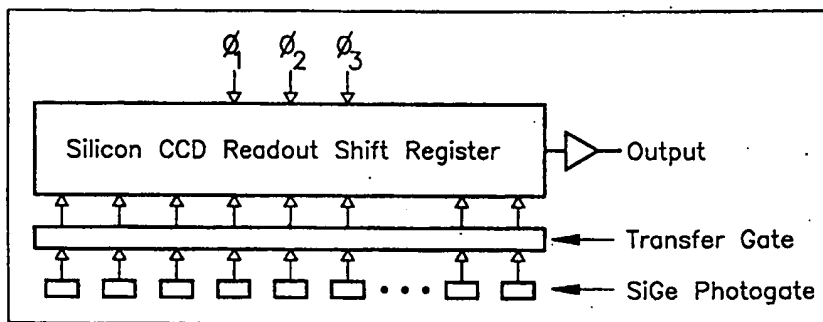 Ø1 Ø2 Ø3
Silicon CCD Readout Shift Register
Output
Transfer Gate
SiGe Photogate